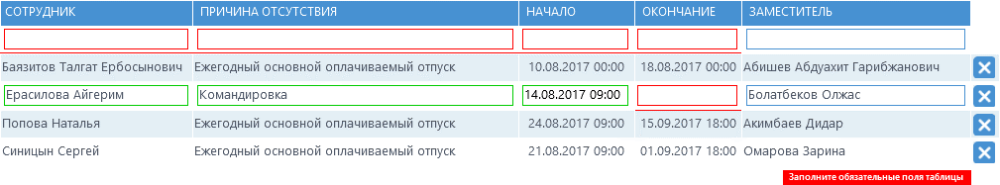 СОТРУДНИК ПРИЧИНА ОТСУТСТВИЯ НАЧАЛО ОКОНЧАНИЕ ЗАМЕСТИТЕЛЬ
Баязитов Талгат Ербосынович Ежегодный основной оплачиваемый отпуск 10.08.2017 00:00 18.08.2017 00:00 Абишев Абдуахит Гарибжанович
Ерасилова Айгерим Командировка 14.08.2017 09:00 Болатбеков Олжас
Попова Наталья Ежегодный основной оплачиваемый отпуск 24.08.2017 09:00 15.09.2017 18:00 Акимбаев Дидар
Синицын Сергей Ежегодный основной оплачиваемый отпуск 21.08.2017 09:00 01.09.2017 18:00 Омарова Зарина
Заполните обязательные поля таблицы